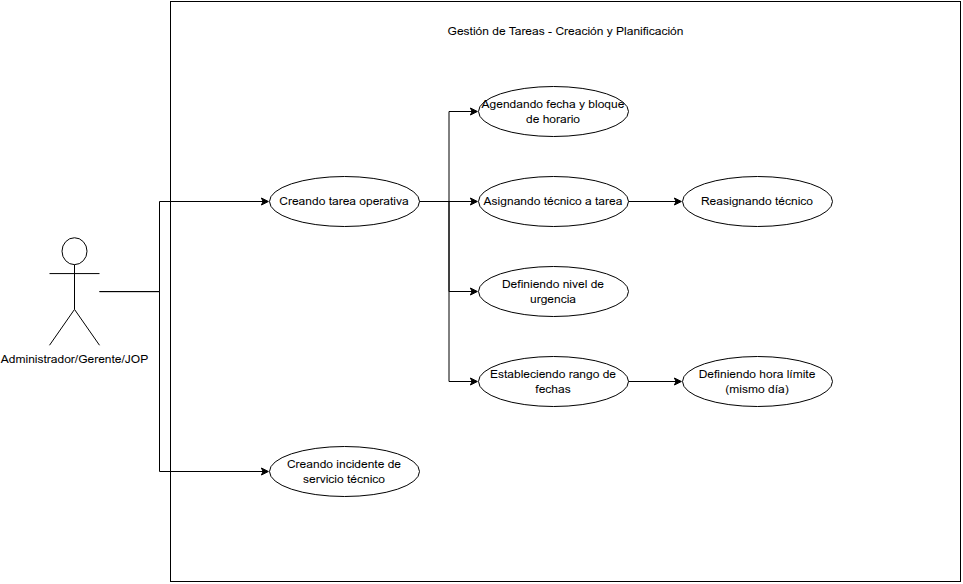 Gestión de Tareas - Creación y Planificación
Agendando fecha y bloque
de horario
Creando tarea operativa
Asignando técnico a tarea
Reasignando técnico
Definiendo nivel de
urgencia
Administrador/Gerente/JOP
Estableciendo rango de
fechas
Definiendo hora límite
(mismo día)
Creando incidente de
servicio técnico